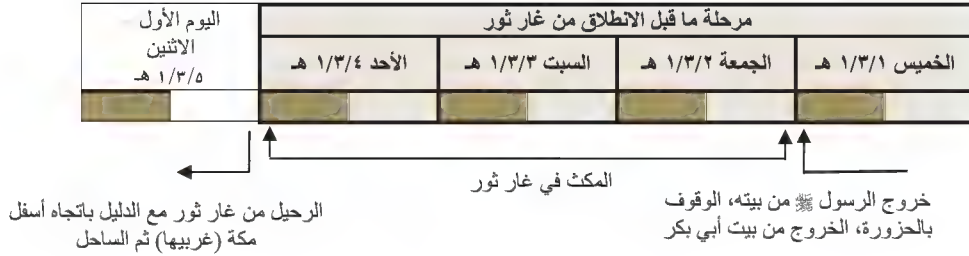 مرحلة ما قبل الانطلاق من غار ثور
الخميس ١/٣/١ هـ
الجمعة ١/٣/٢ هـ
السبت ١/٣/٣ هـ
الأحد ١/٣/٤ هـ
اليوم الأول
الاثنين
١/٣/٥ هـ
خروج الرسول ﷺ من بيته، الوقوف
بالحزورة، الخروج من بيت أبي بكر
المكث في غار ثور
الرحيل من غار ثور مع الدليل باتجاه أسفل
مكة (غربيها) ثم الساحل